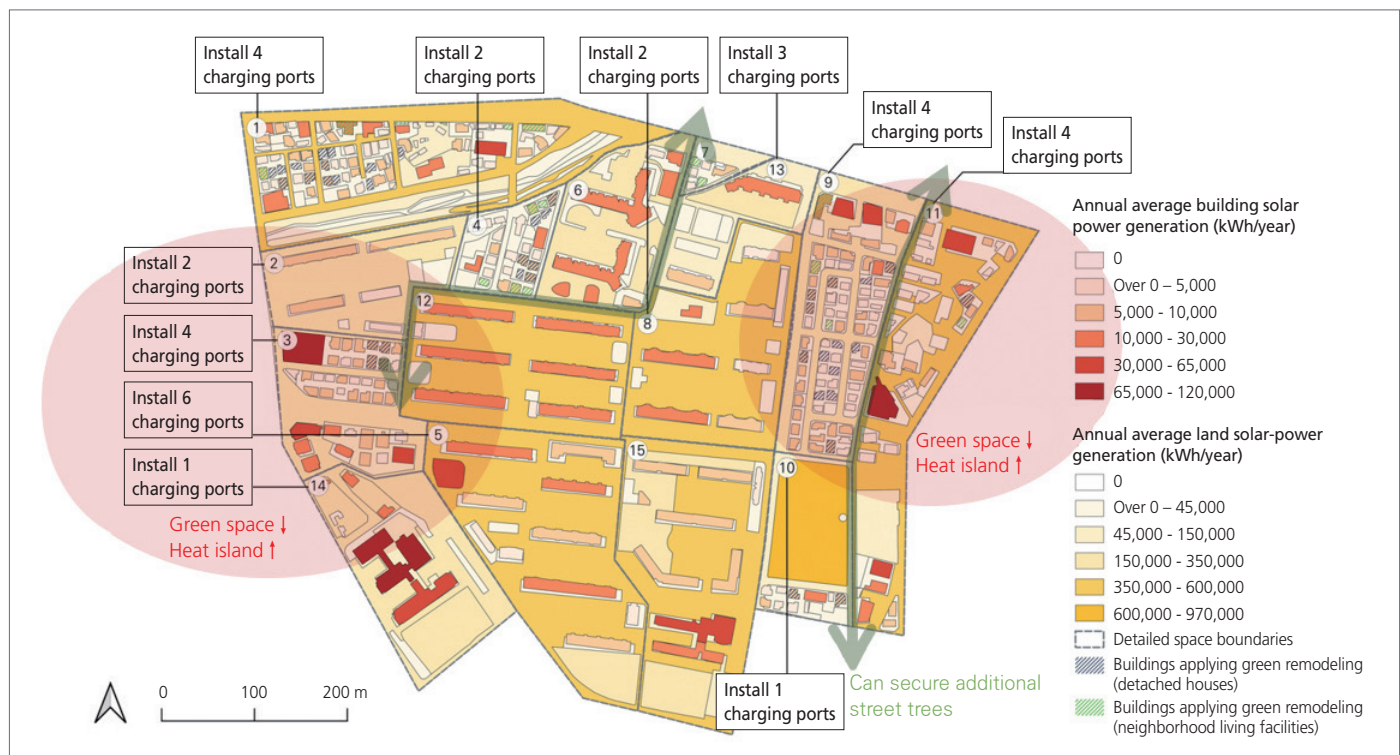 Install 4
charging ports
Install 2
charging ports
Install 2
charging ports
Install 3
charging ports
Install 4
charging ports
Install 4
charging ports
1
4
6
7
13
9
11
Install 2
charging ports
2
Install 4
charging ports
3
12
8
Install 6
charging ports
5
15
10
Install 1
charging ports
14
Green space ↓
Heat island ↑
Green space ↓
Heat island ↑
Install 1
charging ports
Can secure additional
street trees
0 100 200 m
Annual average building solar
power generation (kWh/year)
0
Over 0 – 5,000
5,000 - 10,000
10,000 - 30,000
30,000 - 65,000
65,000 - 120,000
Annual average land solar-power
generation (kWh/year)
0
Over 0 – 45,000
45,000 - 150,000
150,000 - 350,000
350,000 - 600,000
600,000 - 970,000
Detailed space boundaries
Buildings applying green remodeling
(detached houses)
Buildings applying green remodeling
(neighborhood living facilities)